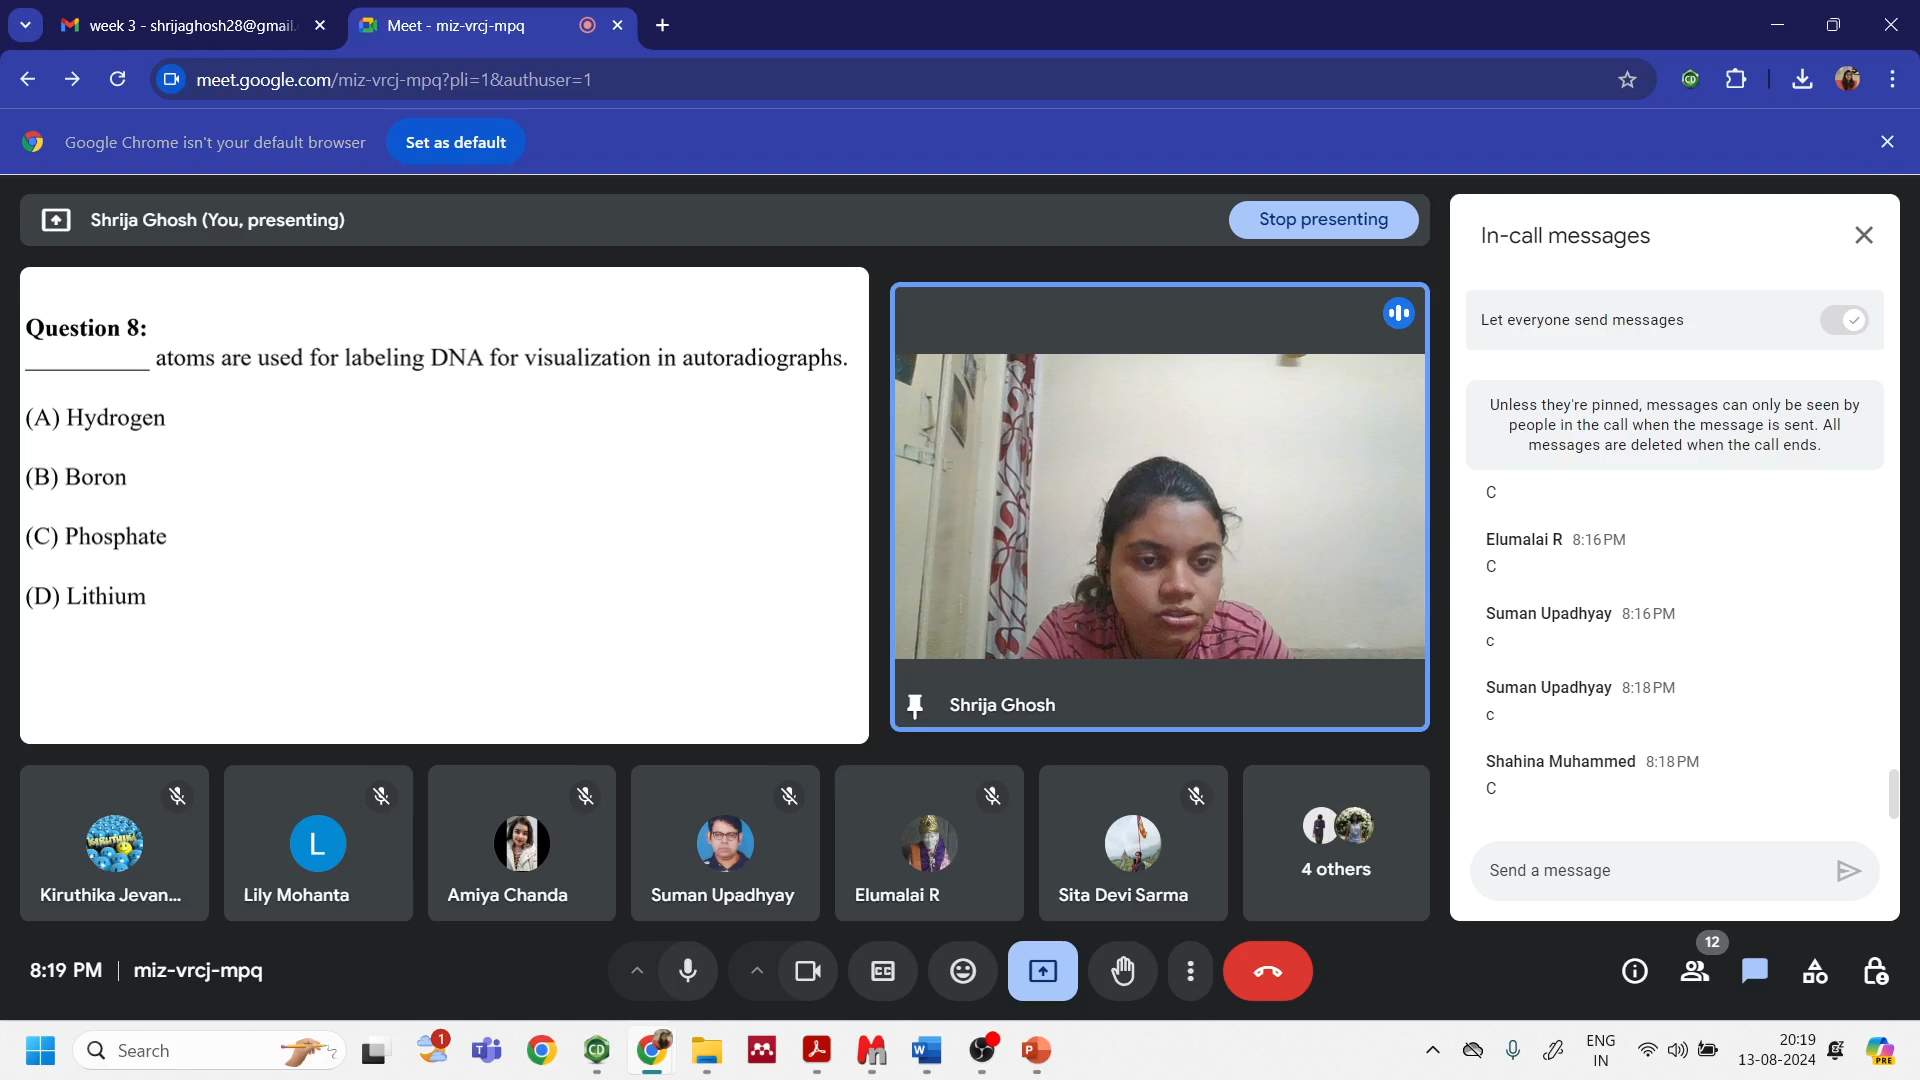 week 3 - shrijaghosh28@gmail.
Meet - miz-vrcj-mpq
meet.google.com/miz-vrcj-mpq?pli=1&authuser=1
Google Chrome isn't your default browser
Set as default
Shrija Ghosh (You, presenting)
Stop presenting
Question 8:
__________ atoms are used for labeling DNA for visualization in autoradiographs.
(A) Hydrogen
(B) Boron
(C) Phosphate
(D) Lithium
Shrija Ghosh
In-call messages
Let everyone send messages
Unless they're pinned, messages can only be seen by
people in the call when the message is sent. All
messages are deleted when the call ends.
C
Elumalai R 8:16 PM
C
Suman Upadhyay 8:16 PM
c
Suman Upadhyay 8:18 PM
c
Shahina Muhammed 8:18 PM
C
Send a message
Kiruthika Jevan...
L
Lily Mohanta
Amiya Chanda
Suman Upadhyay
Elumalai R
Sita Devi Sarma
4 others
8:19 PM | miz-vrcj-mpq
12
Search
1
ENG
IN
20:19
13-08-2024